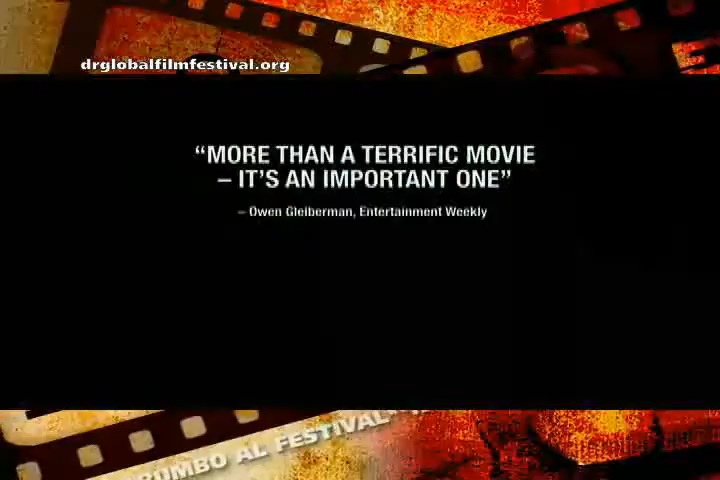 drglobalfilmfestival.org
“MORE THAN A TERRIFIC MOVIE
– IT’S AN IMPORTANT ONE”
– Owen Gleiberman, Entertainment Weekly
RUMBO AL FESTIVAL